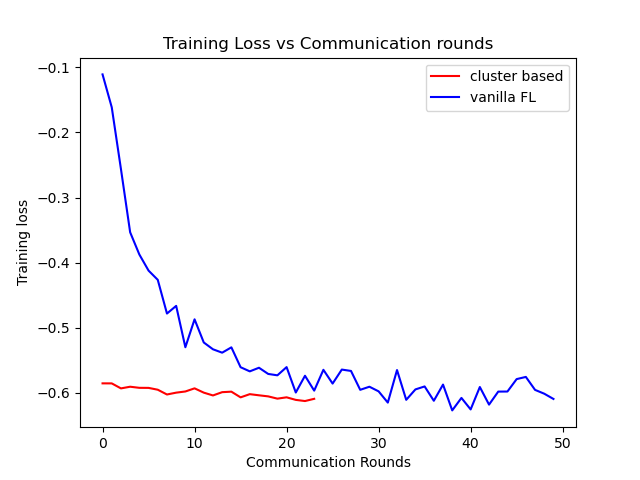 Training Loss vs Communication rounds
cluster based
vanilla FL
Training loss
−0.1
−0.2
−0.3
−0.4
−0.5
−0.6
0 10 20 30 40 50
Communication Rounds